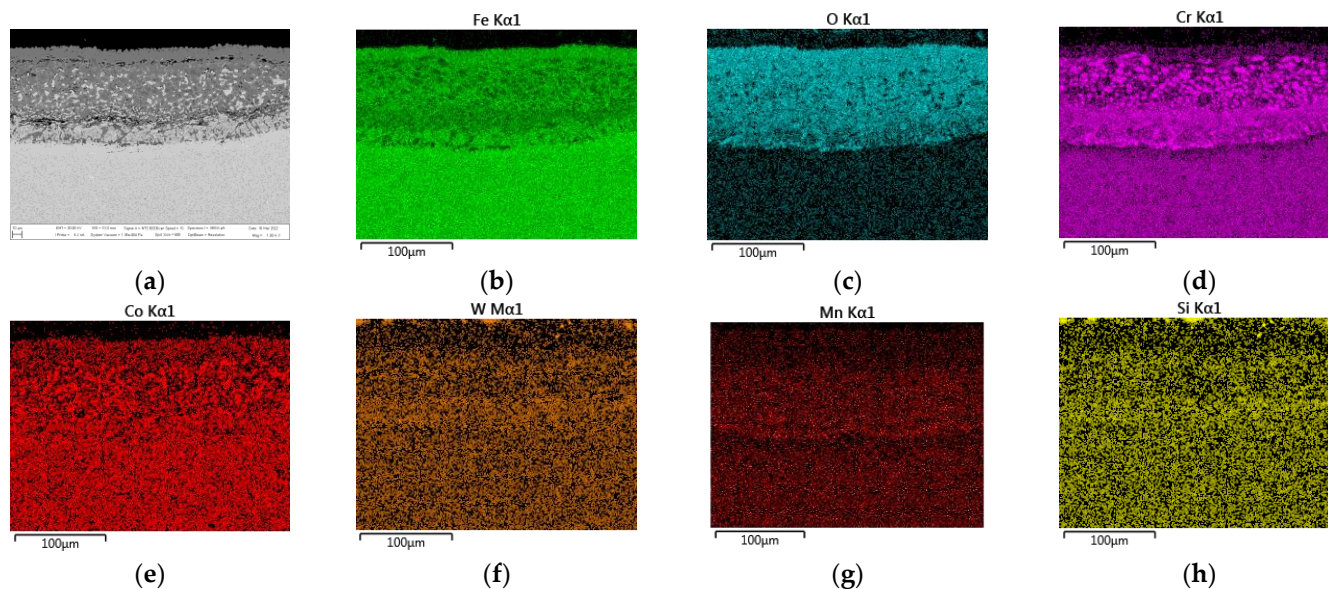 Fe Kα1
O Kα1
Cr Kα1
100µm
100µm
100µm
(a)
(b)
(c)
(d)
Co Kα1
W Mα1
Mn Kα1
Si Kα1
100µm
100µm
100µm
100µm
(e)
(f)
(g)
(h)